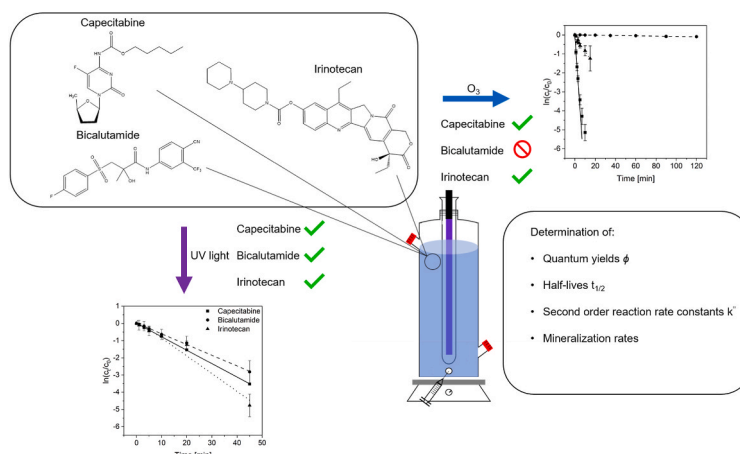 Capecitabine
Irinotecan
Bicalutamide
O₃
Capecitabine
Bicalutamide
Irinotecan
ln(cₜ/c₀)
0
-1
-2
-3
-4
-5
-6
0 20 40 60 80 100 120
Time [min]
UV light
Capecitabine
Bicalutamide
Irinotecan
Determination of:
• Quantum yields ϕ
• Half-lives t1/2
• Second order reaction rate constants k''
• Mineralization rates
Capecitabine
Bicalutamide
Irinotecan
ln(cₜ/c₀)
0
-1
-2
-3
-4
-5
-6
0 10 20 30 40 50
Time [min]